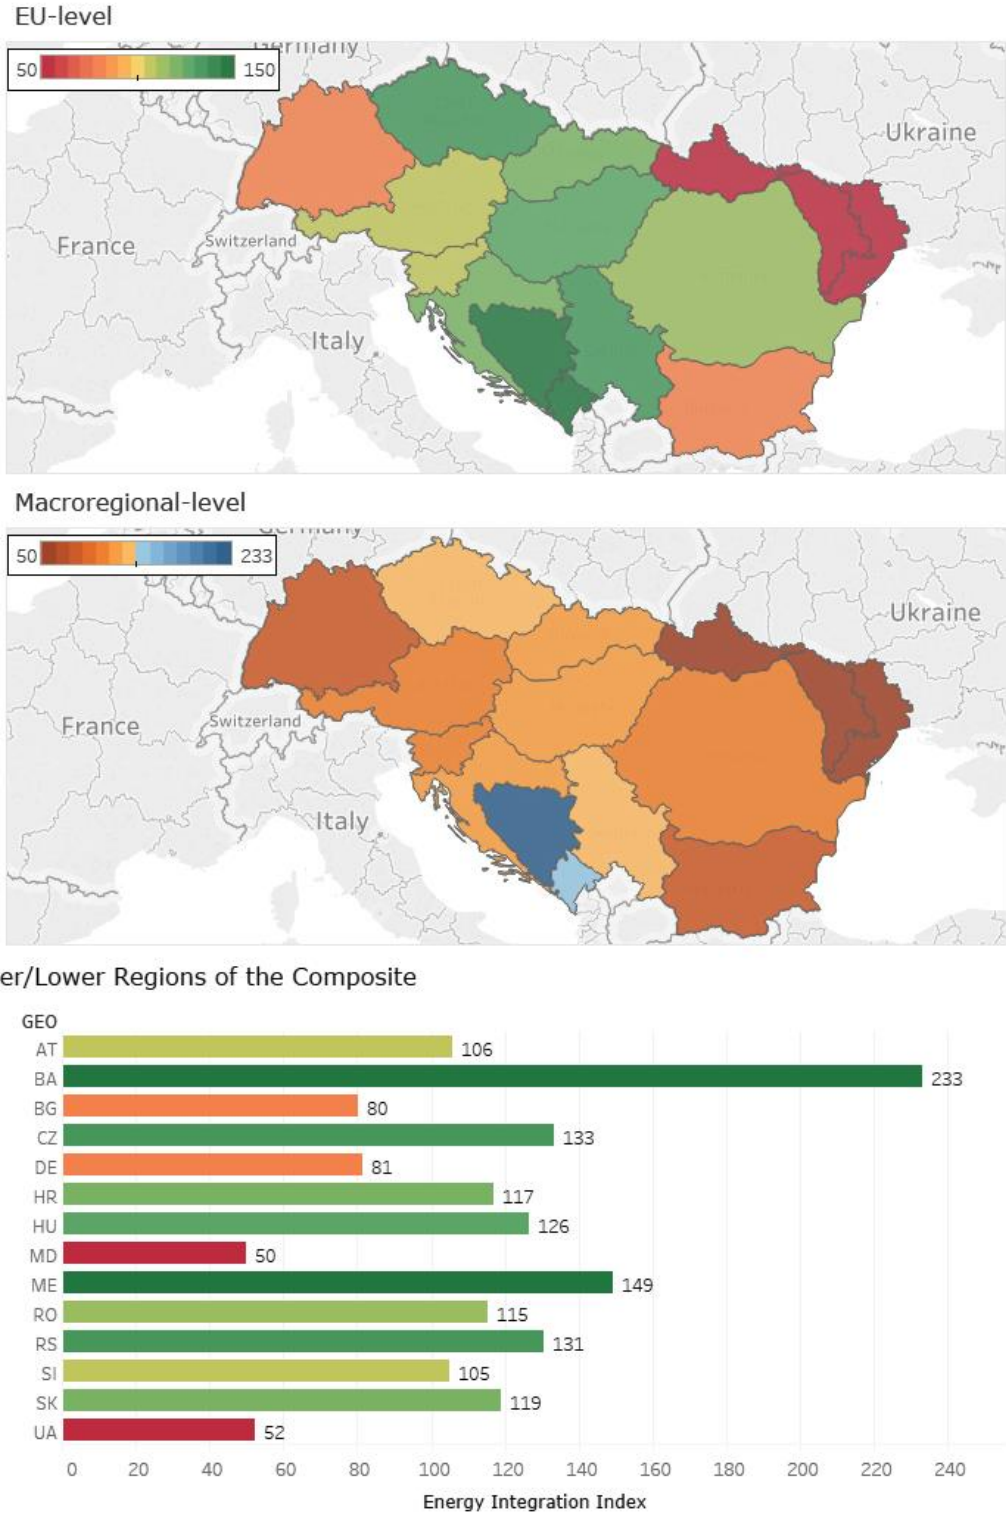 EU-level
Germany
50 150
Ukraine
France
Switzerland
Italy
Macroregional-level
Germany
50 233
Ukraine
France
Switzerland
Italy
er/Lower Regions of the Composite
GEO
AT 106
BA 233
BG 80
CZ 133
DE 81
HR 117
HU 126
MD 50
ME 149
RO 115
RS 131
SI 105
SK 119
UA 52
0 20 40 60 80 100 120 140 160 180 200 220 240
Energy Integration Index